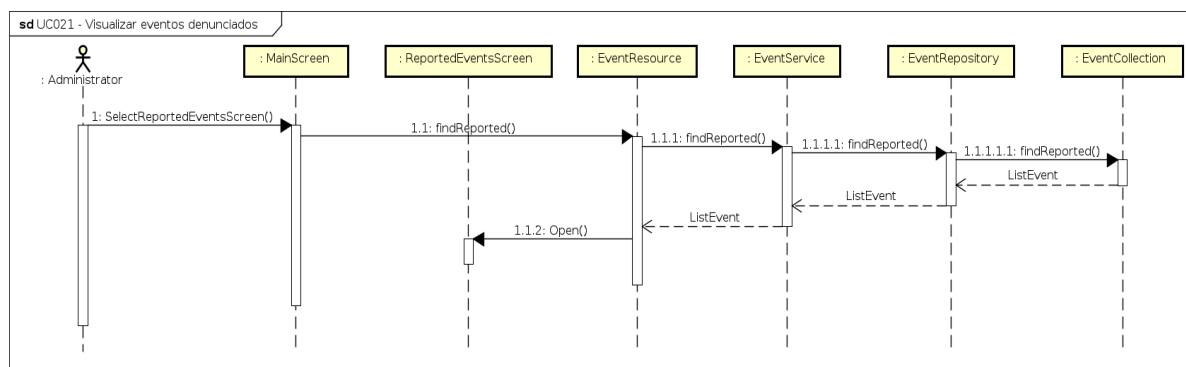 sd UC021 - Visualizar eventos denunciados
: Administrator
: MainScreen
: ReportedEventsScreen
: EventResource
: EventService
: EventRepository
: EventCollection
1: SelectReportedEventsScreen()
1.1: findReported()
1.1.1: findReported()
1.1.1.1: findReported()
1.1.1.1.1: findReported()
ListEvent
ListEvent
ListEvent
1.1.2: Open()